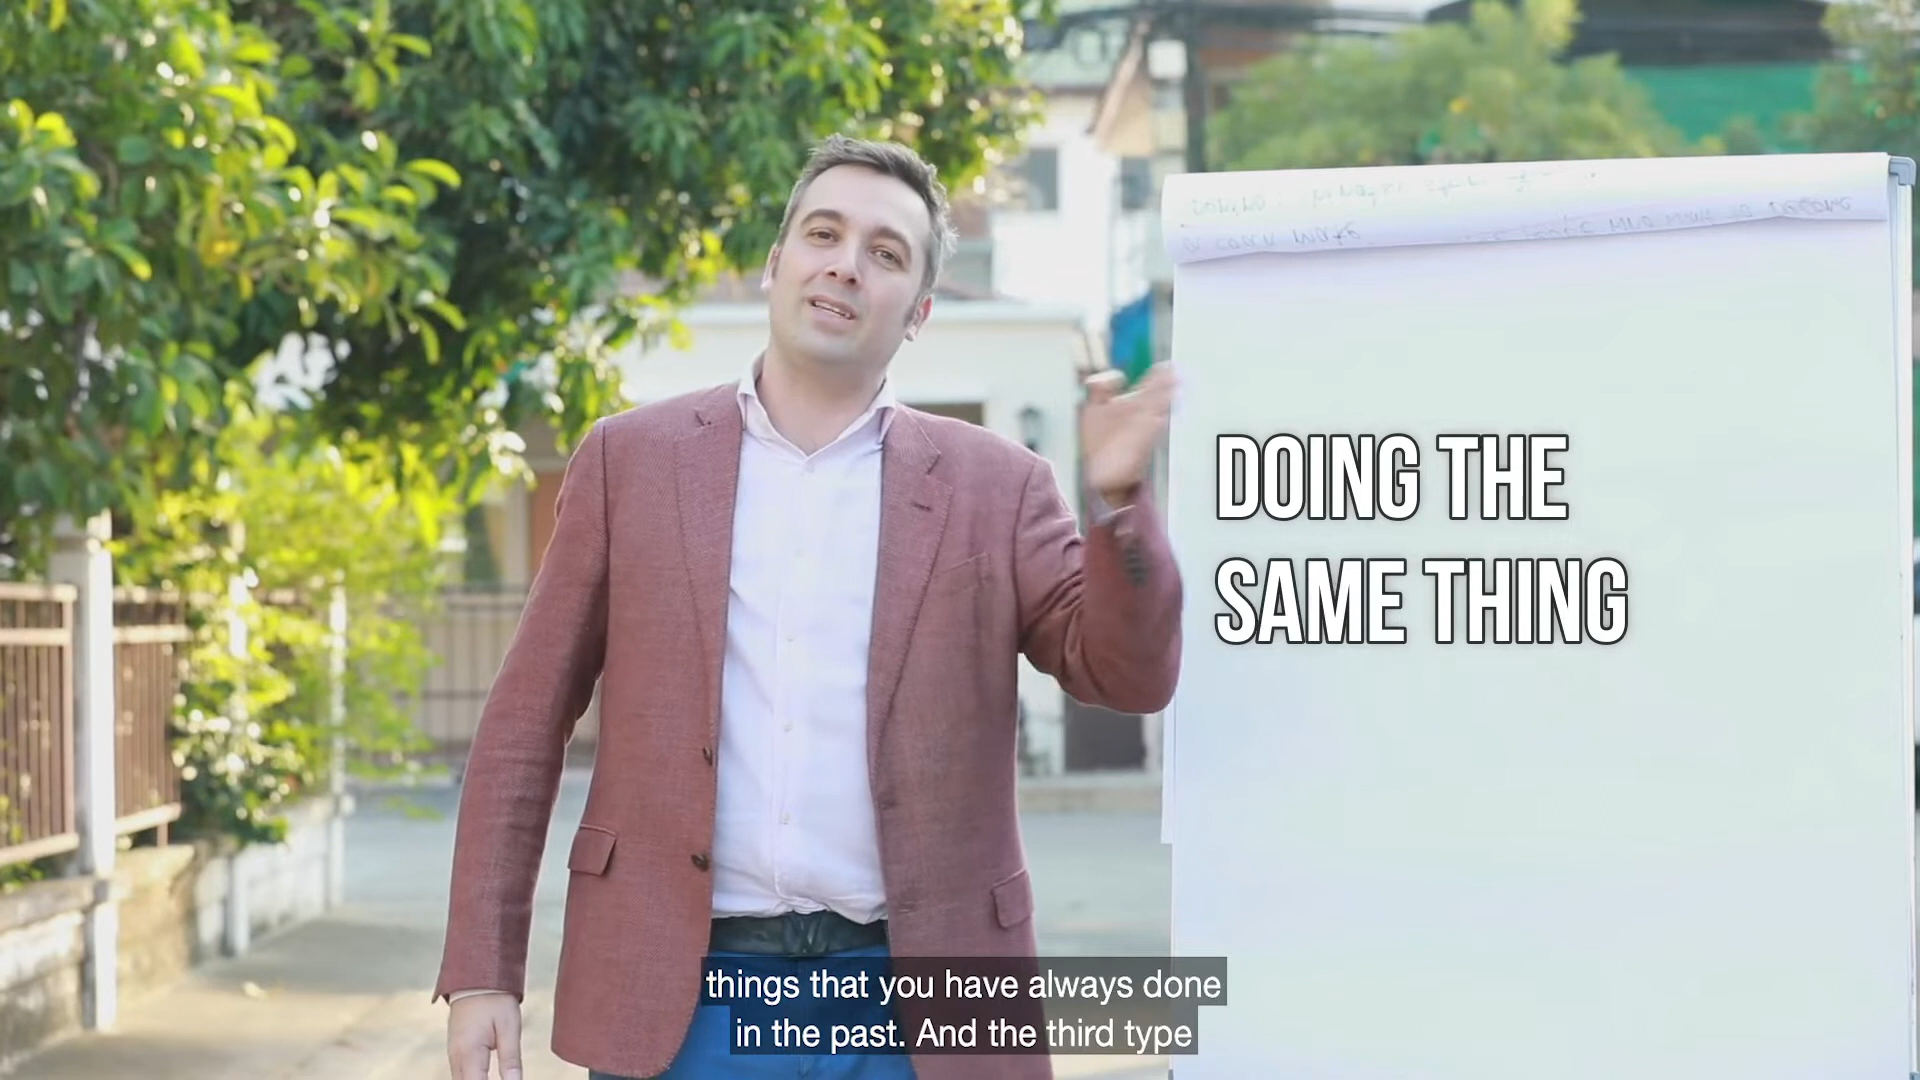 DOING THE
SAME THING
things that you have always done
in the past. And the third type